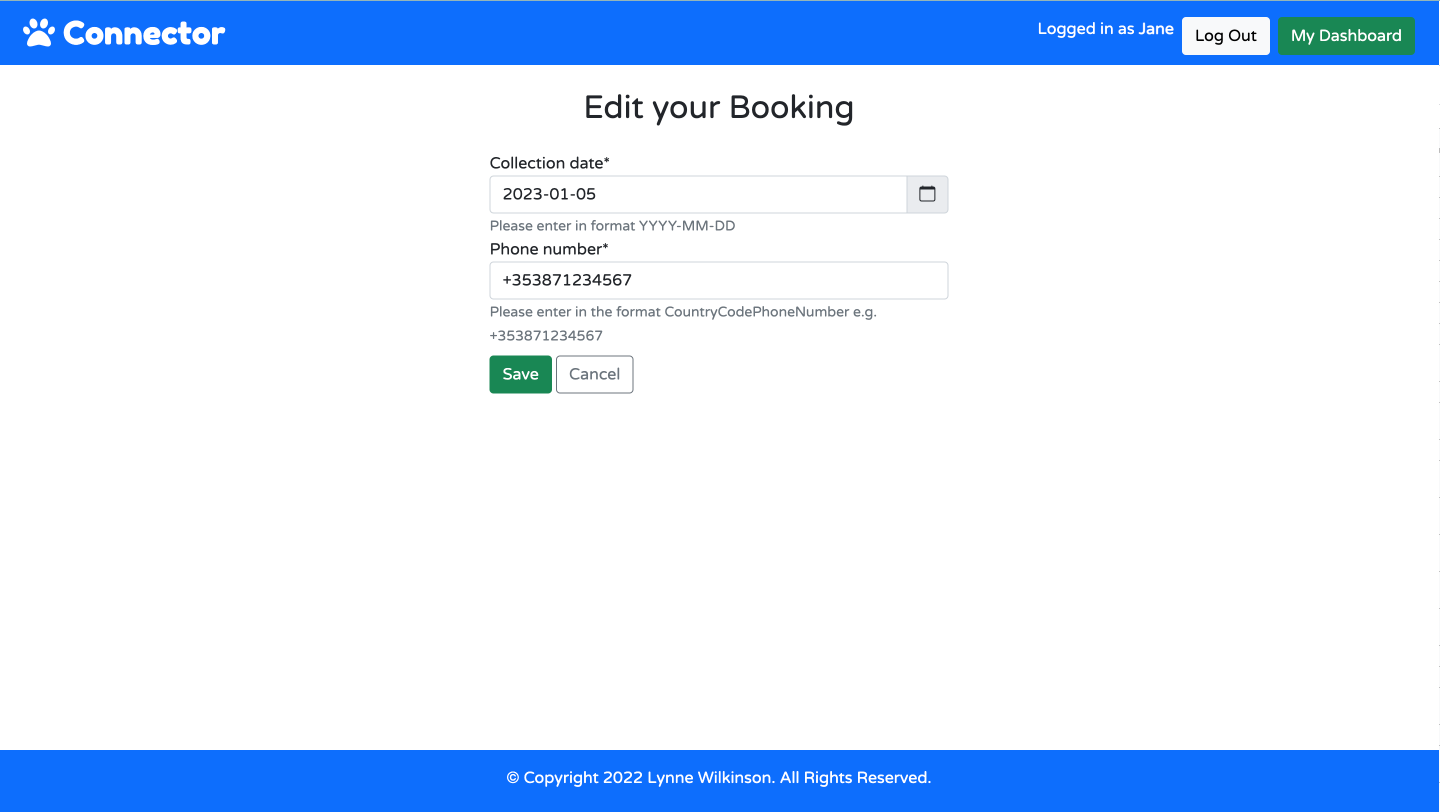 Connector
Logged in as Jane
Log Out
My Dashboard
Edit your Booking
Collection date*
2023-01-05
Please enter in format YYYY-MM-DD
Phone number*
+353871234567
Please enter in the format CountryCodePhoneNumber e.g.
+353871234567
Save
Cancel
© Copyright 2022 Lynne Wilkinson. All Rights Reserved.